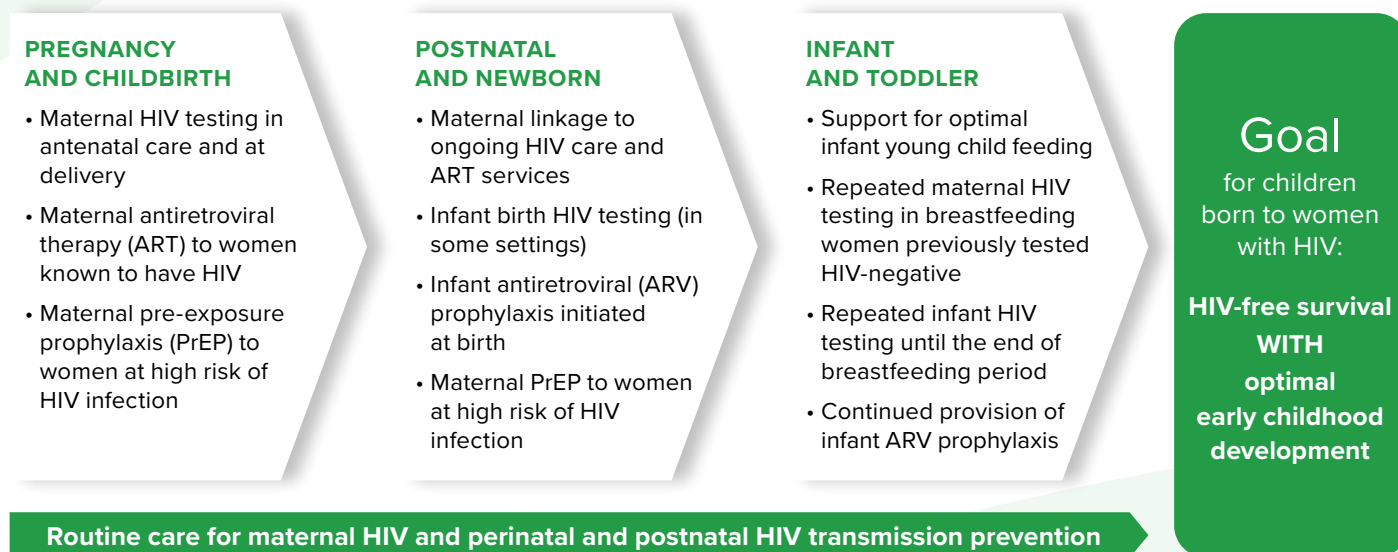 PREGNANCY
AND CHILDBIRTH
• Maternal HIV testing in
antenatal care and at
delivery
• Maternal antiretroviral
therapy (ART) to women
known to have HIV
• Maternal pre-exposure
prophylaxis (PrEP) to
women at high risk of
HIV infection
POSTNATAL
AND NEWBORN
• Maternal linkage to
ongoing HIV care and
ART services
• Infant birth HIV testing (in
some settings)
• Infant antiretroviral (ARV)
prophylaxis initiated
at birth
• Maternal PrEP to women
at high risk of HIV
infection
INFANT
AND TODDLER
• Support for optimal
infant young child feeding
• Repeated maternal HIV
testing in breastfeeding
women previously tested
HIV-negative
• Repeated infant HIV
testing until the end of
breastfeeding period
• Continued provision of
infant ARV prophylaxis
Goal
for children
born to women
with HIV:
HIV-free survival
WITH
optimal
early childhood
development
Routine care for maternal HIV and perinatal and postnatal HIV transmission prevention